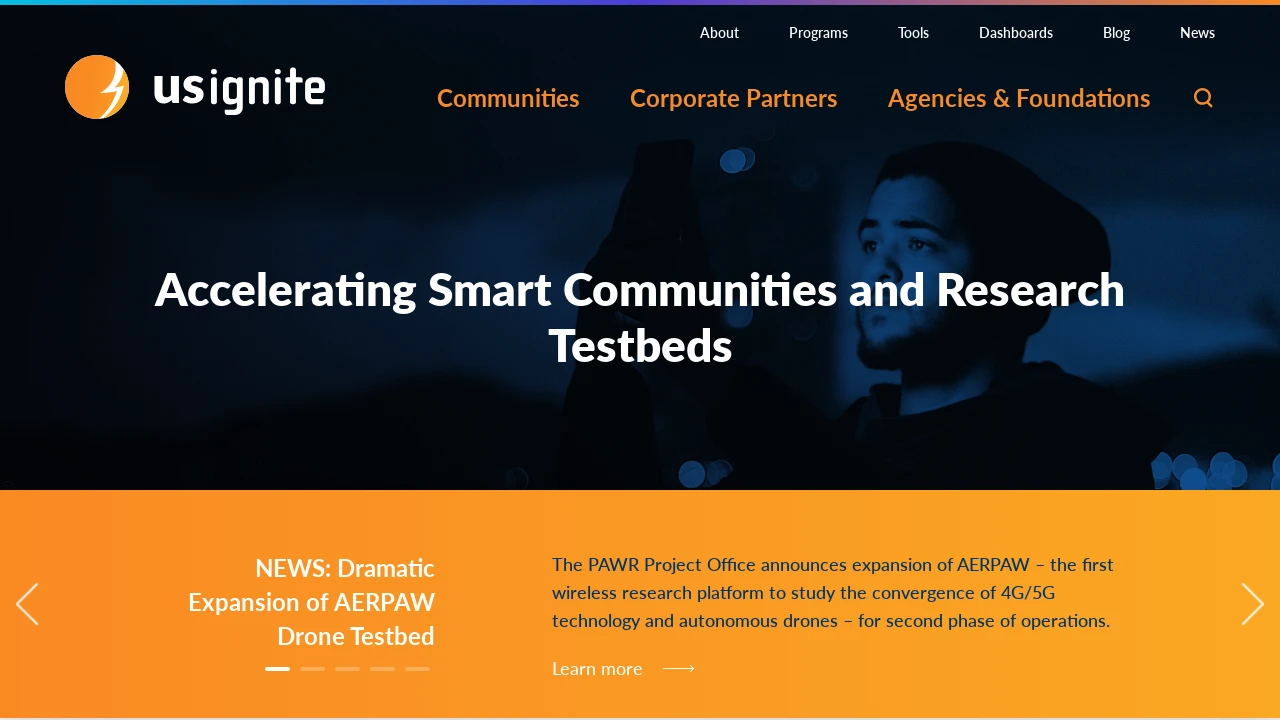 About
Programs
Tools
Dashboards
Blog
News
usignite
Communities
Corporate Partners
Agencies & Foundations
Accelerating Smart Communities and Research
Testbeds
NEWS: Dramatic
Expansion of AERPAW
Drone Testbed
The PAWR Project Office announces expansion of AERPAW – the first
wireless research platform to study the convergence of 4G/5G
technology and autonomous drones – for second phase of operations.
Learn more